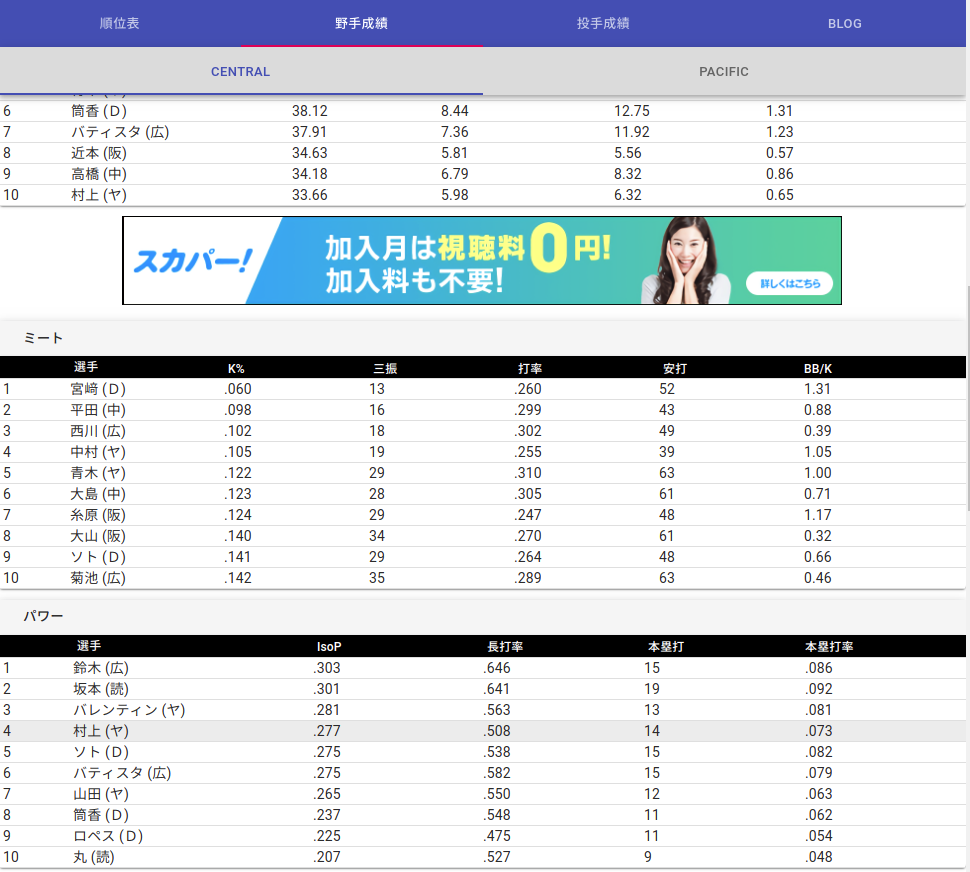 順位表 野手成績 投手成績 BLOG
CENTRAL PACIFIC
6 筒香 (D) 38.12 8.44 12.75 1.31
7 バティスタ (広) 37.91 7.36 11.92 1.23
8 近本 (阪) 34.63 5.81 5.56 0.57
9 高橋 (中) 34.18 6.79 8.32 0.86
10 村上 (ヤ) 33.66 5.98 6.32 0.65
スカパー! 加入月は視聴料0円!
加入料も不要!
詳しくはこちら
ミート
選手 K% 三振 打率 安打 BB/K
1 宮﨑 (D) .060 13 .260 52 1.31
2 平田 (中) .098 16 .299 43 0.88
3 西川 (広) .102 18 .302 49 0.39
4 中村 (ヤ) .105 19 .255 39 1.05
5 青木 (ヤ) .122 29 .310 63 1.00
6 大島 (中) .123 28 .305 61 0.71
7 糸原 (阪) .124 29 .247 48 1.17
8 大山 (阪) .140 34 .270 61 0.32
9 ソト (D) .141 29 .264 48 0.66
10 菊池 (広) .142 35 .289 63 0.46
パワー
選手 IsoP 長打率 本塁打 本塁打率
1 鈴木 (広) .303 .646 15 .086
2 坂本 (読) .301 .641 19 .092
3 バレンティン (ヤ) .281 .563 13 .081
4 村上 (ヤ) .277 .508 14 .073
5 ソト (D) .275 .538 15 .082
6 バティスタ (広) .275 .582 15 .079
7 山田 (ヤ) .265 .550 12 .063
8 筒香 (D) .237 .548 11 .062
9 ロペス (D) .225 .475 11 .054
10 丸 (読) .207 .527 9 .048